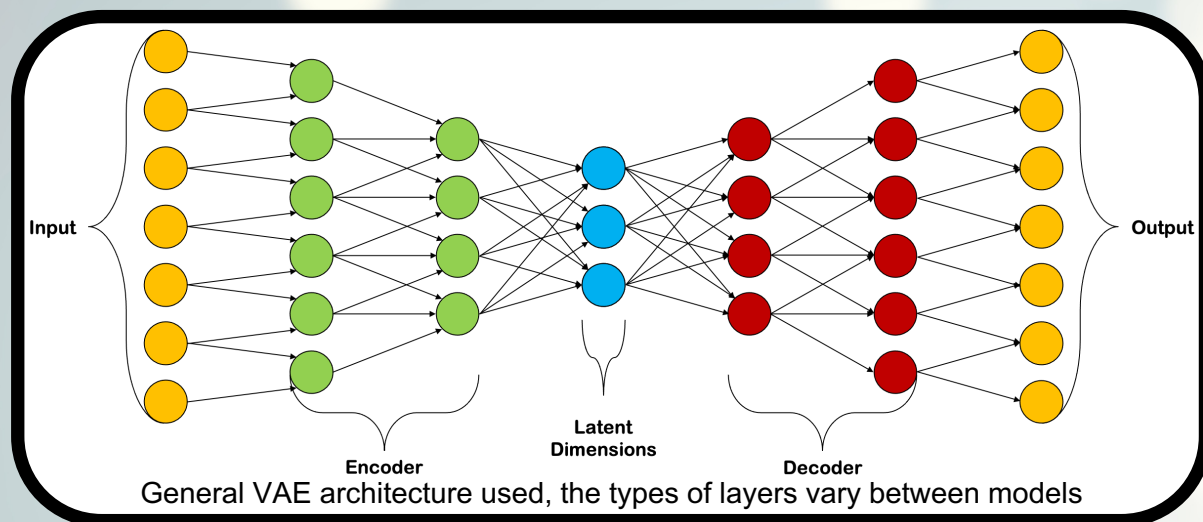 Input
Output
Latent
Dimensions
Encoder
Decoder
General VAE architecture used, the types of layers vary between models